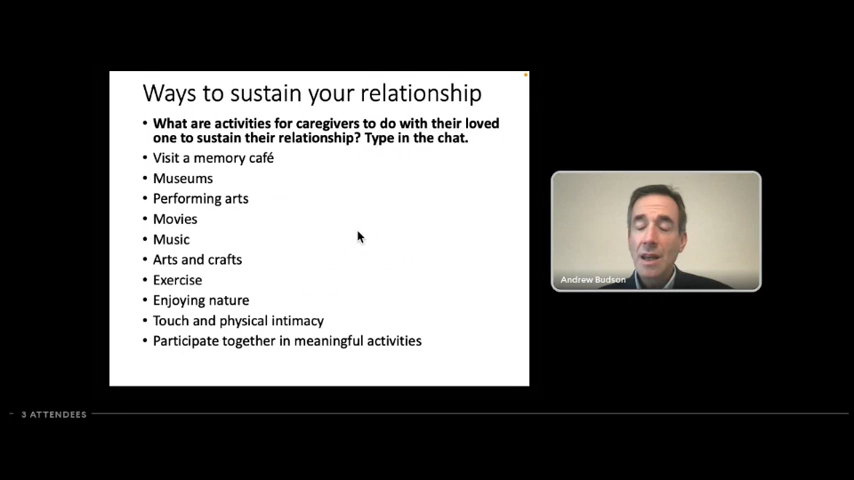 Ways to sustain your relationship
• What are activities for caregivers to do with their loved
one to sustain their relationship? Type in the chat.
• Visit a memory café
• Museums
• Performing arts
• Movies
• Music
• Arts and crafts
• Exercise
• Enjoying nature
• Touch and physical intimacy
• Participate together in meaningful activities
Andrew Budson
3 ATTENDEES